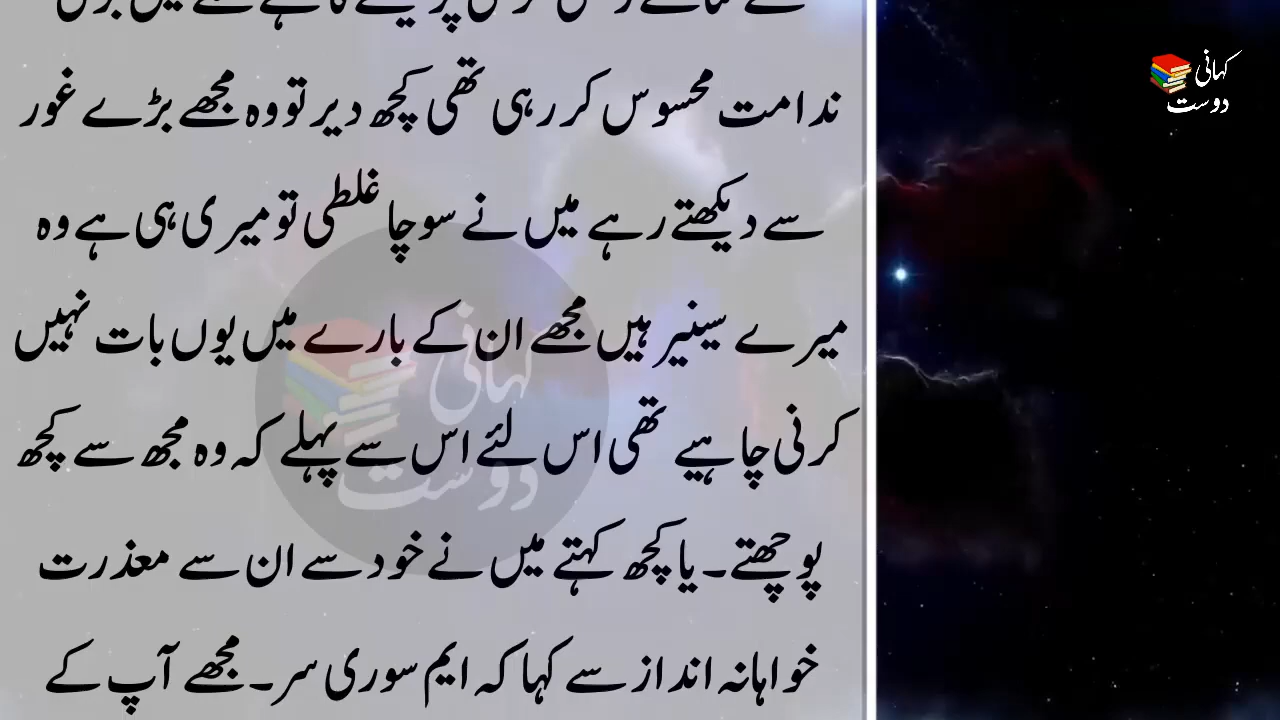 ندامت محسوس کر رہی تھی کچھ دیر تو وہ مجھے بڑے غور
سے دیکھتے رہے میں نے سوچا غلطی تو میری ہی ہے وہ
میرے سینیر ہیں مجھے ان کے بارے میں یوں بات نہیں
کرنی چاہیے تھی اس لئے اس سے پہلے کہ وہ مجھ سے کچھ
پوچھتے۔ یا کچھ کہتے میں نے خود سے ان سے معذرت
خواہانہ انداز سے کہا کہ ایم سوری سر۔ مجھے آپ کے
کہانی
دوست
کہانی
دوست